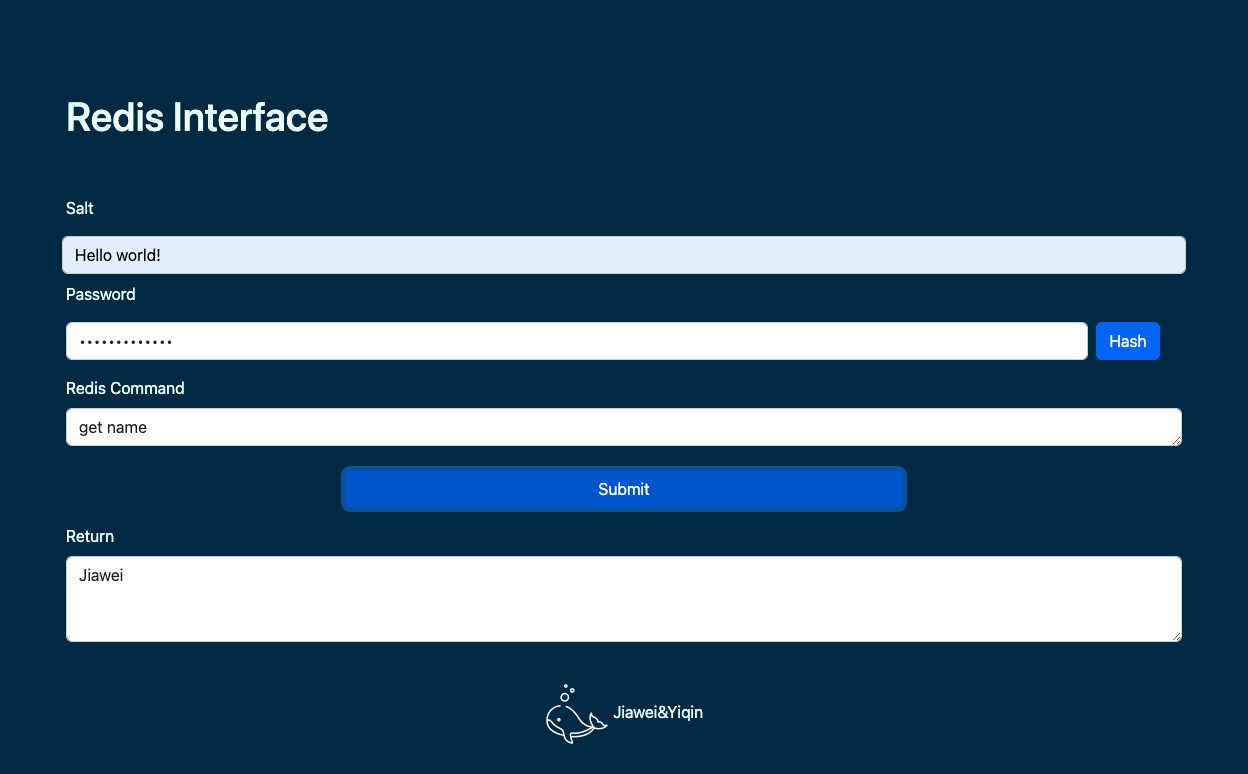 Redis Interface
Salt
Hello world!
Password
•••••••••••••
Hash
Redis Command
get name
Submit
Return
Jiawei
Jiawei&Yiqin